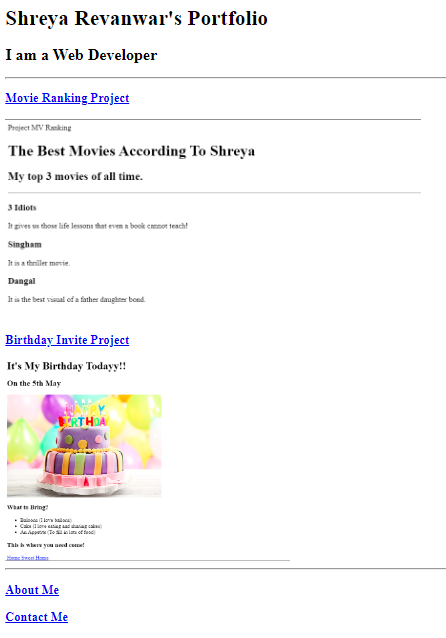 Shreya Revanwar's Portfolio
I am a Web Developer
Movie Ranking Project
Project MV Ranking
The Best Movies According To Shreya
My top 3 movies of all time.
3 Idiots
It gives us those life lessons that even a book cannot teach!
Singham
It is a thriller movie.
Dangal
It is the best visual of a father daughter bond.
Birthday Invite Project
It's My Birthday Todayy!!
On the 5th May
HAPPY
BIRTHDAY
What to Bring?
Baloons (I love baloons)
Cake (I love eating and sharing cakes)
An Appetite (To fill in lots of food)
This is where you need come!
Home Sweet Home
About Me
Contact Me